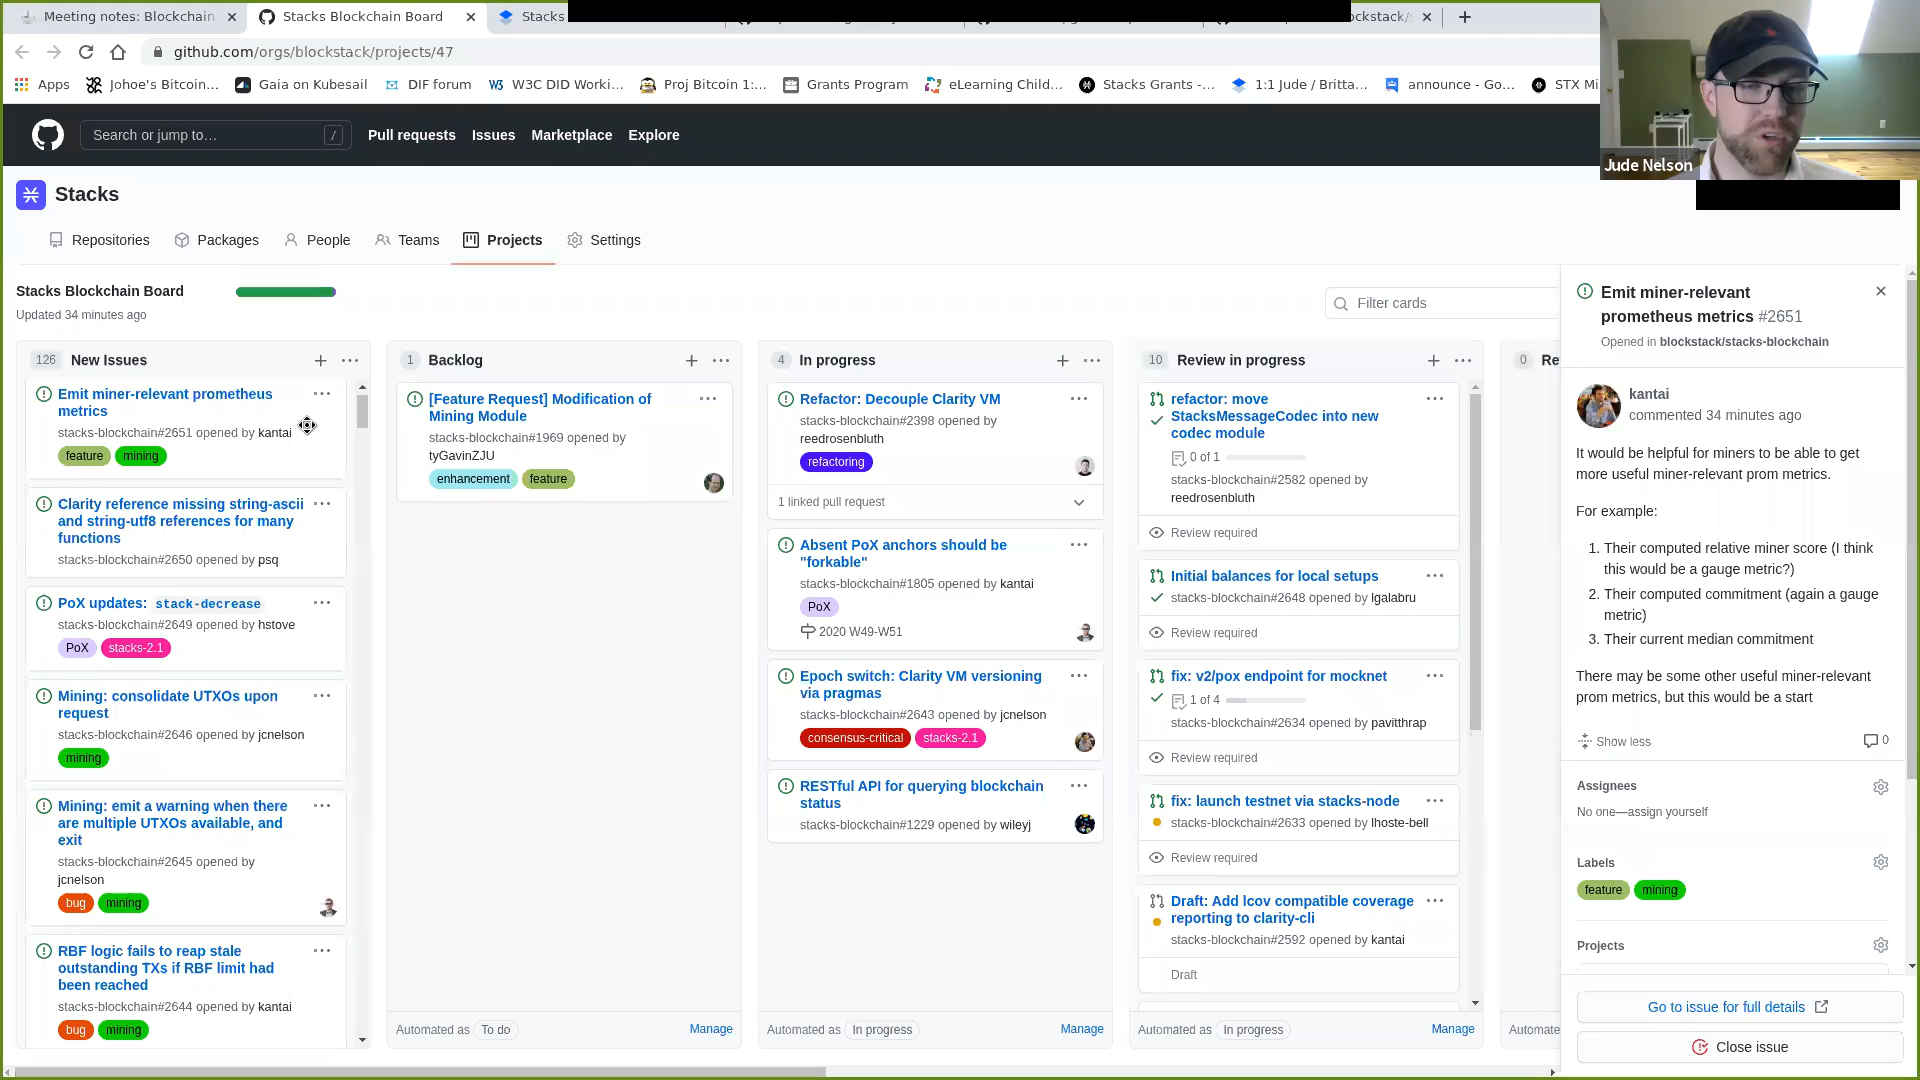 Meeting notes: Blockchain
Stacks Blockchain Board
Stacks
ockstack/s
github.com/orgs/blockstack/projects/47
Apps
Johoe's Bitcoin...
Gaia on Kubesail
DIF forum
W3C DID Worki...
Proj Bitcoin 1:...
Grants Program
eLearning Child...
Stacks Grants -...
1:1 Jude / Britta...
announce - Go...
STX Mi
Search or jump to...
/
Pull requests
Issues
Marketplace
Explore
Jude Nelson
Stacks
Repositories
Packages
People
Teams
Projects
Settings
Stacks Blockchain Board
Updated 34 minutes ago
Filter cards
126 New Issues
Emit miner-relevant prometheus
metrics
stacks-blockchain#2651 opened by kantai
feature mining
Clarity reference missing string-ascii
and string-utf8 references for many
functions
stacks-blockchain#2650 opened by psq
PoX updates: stack-decrease
stacks-blockchain#2649 opened by hstove
PoX stacks-2.1
Mining: consolidate UTXOs upon
request
stacks-blockchain#2646 opened by jcnelson
mining
Mining: emit a warning when there
are multiple UTXOs available, and
exit
stacks-blockchain#2645 opened by
jcnelson
bug mining
RBF logic fails to reap stale
outstanding TXs if RBF limit had
been reached
stacks-blockchain#2644 opened by kantai
bug mining
1 Backlog
[Feature Request] Modification of
Mining Module
stacks-blockchain#1969 opened by
tyGavinZJU
enhancement feature
Automated as To do
Manage
4 In progress
Refactor: Decouple Clarity VM
stacks-blockchain#2398 opened by
reedrosenbluth
refactoring
1 linked pull request
Absent PoX anchors should be
"forkable"
stacks-blockchain#1805 opened by kantai
PoX
2020 W49-W51
Epoch switch: Clarity VM versioning
via pragmas
stacks-blockchain#2643 opened by jcnelson
consensus-critical stacks-2.1
RESTful API for querying blockchain
status
stacks-blockchain#1229 opened by wileyj
Automated as In progress
Manage
10 Review in progress
refactor: move
StacksMessageCodec into new
codec module
0 of 1
stacks-blockchain#2582 opened by
reedrosenbluth
Review required
Initial balances for local setups
stacks-blockchain#2648 opened by lgalabru
Review required
fix: v2/pox endpoint for mocknet
1 of 4
stacks-blockchain#2634 opened by pavitthrap
Review required
fix: launch testnet via stacks-node
stacks-blockchain#2633 opened by lhoste-bell
Review required
Draft: Add lcov compatible coverage
reporting to clarity-cli
stacks-blockchain#2592 opened by kantai
Draft
Automated as In progress
Manage
0 Re
Automate
Emit miner-relevant
prometheus metrics #2651
Opened in blockstack/stacks-blockchain
kantai
commented 34 minutes ago
It would be helpful for miners to be able to get
more useful miner-relevant prom metrics.
For example:
1. Their computed relative miner score (I think
this would be a gauge metric?)
2. Their computed commitment (again a gauge
metric)
3. Their current median commitment
There may be some other useful miner-relevant
prom metrics, but this would be a start
Show less
0
Assignees
No one—assign yourself
Labels
feature mining
Projects
Go to issue for full details
Close issue